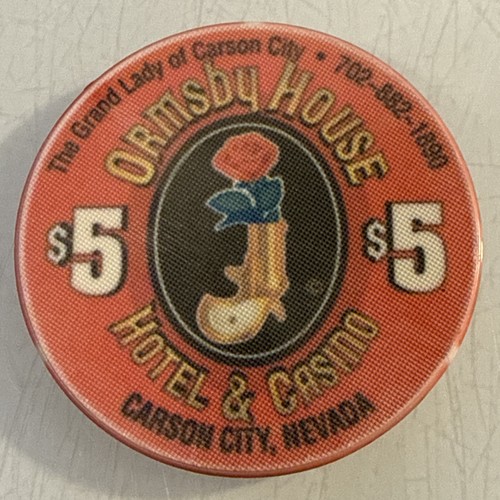 The Grand Lady of Carson City • 702-882-1890
ORMSBY HOUSE
$5
$5
©
HOTEL & CASINO
CARSON CITY, NEVADA